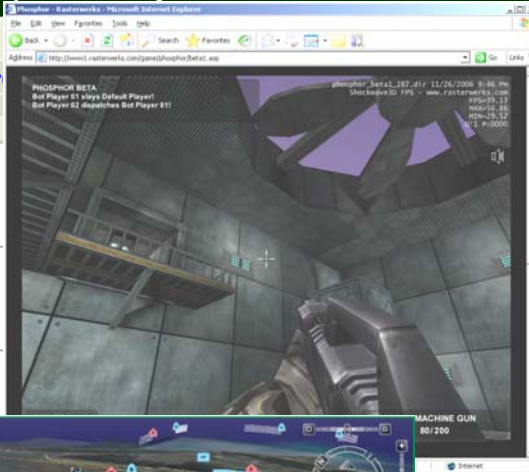 Phosphor - Rasterwerks - Microsoft Internet Explorer
File Edit View Favorites Tools Help
Back Search Favorites
Address http://www1.rasterwerks.com/game/phosphor/beta1.asp Go Links
PHOSPHOR BETA
Bot Player 01 slays Default Player!
Bot Player 02 dispatches Bot Player 01!
phosphor_beta1_287.dir 11/26/2006 9:46 PM
Shockwave3D FPS - www.rasterwerks.com
FPS=39.13
MAX=56.86
MIN=29.52
P:0000
MACHINE GUN
80/200
Internet